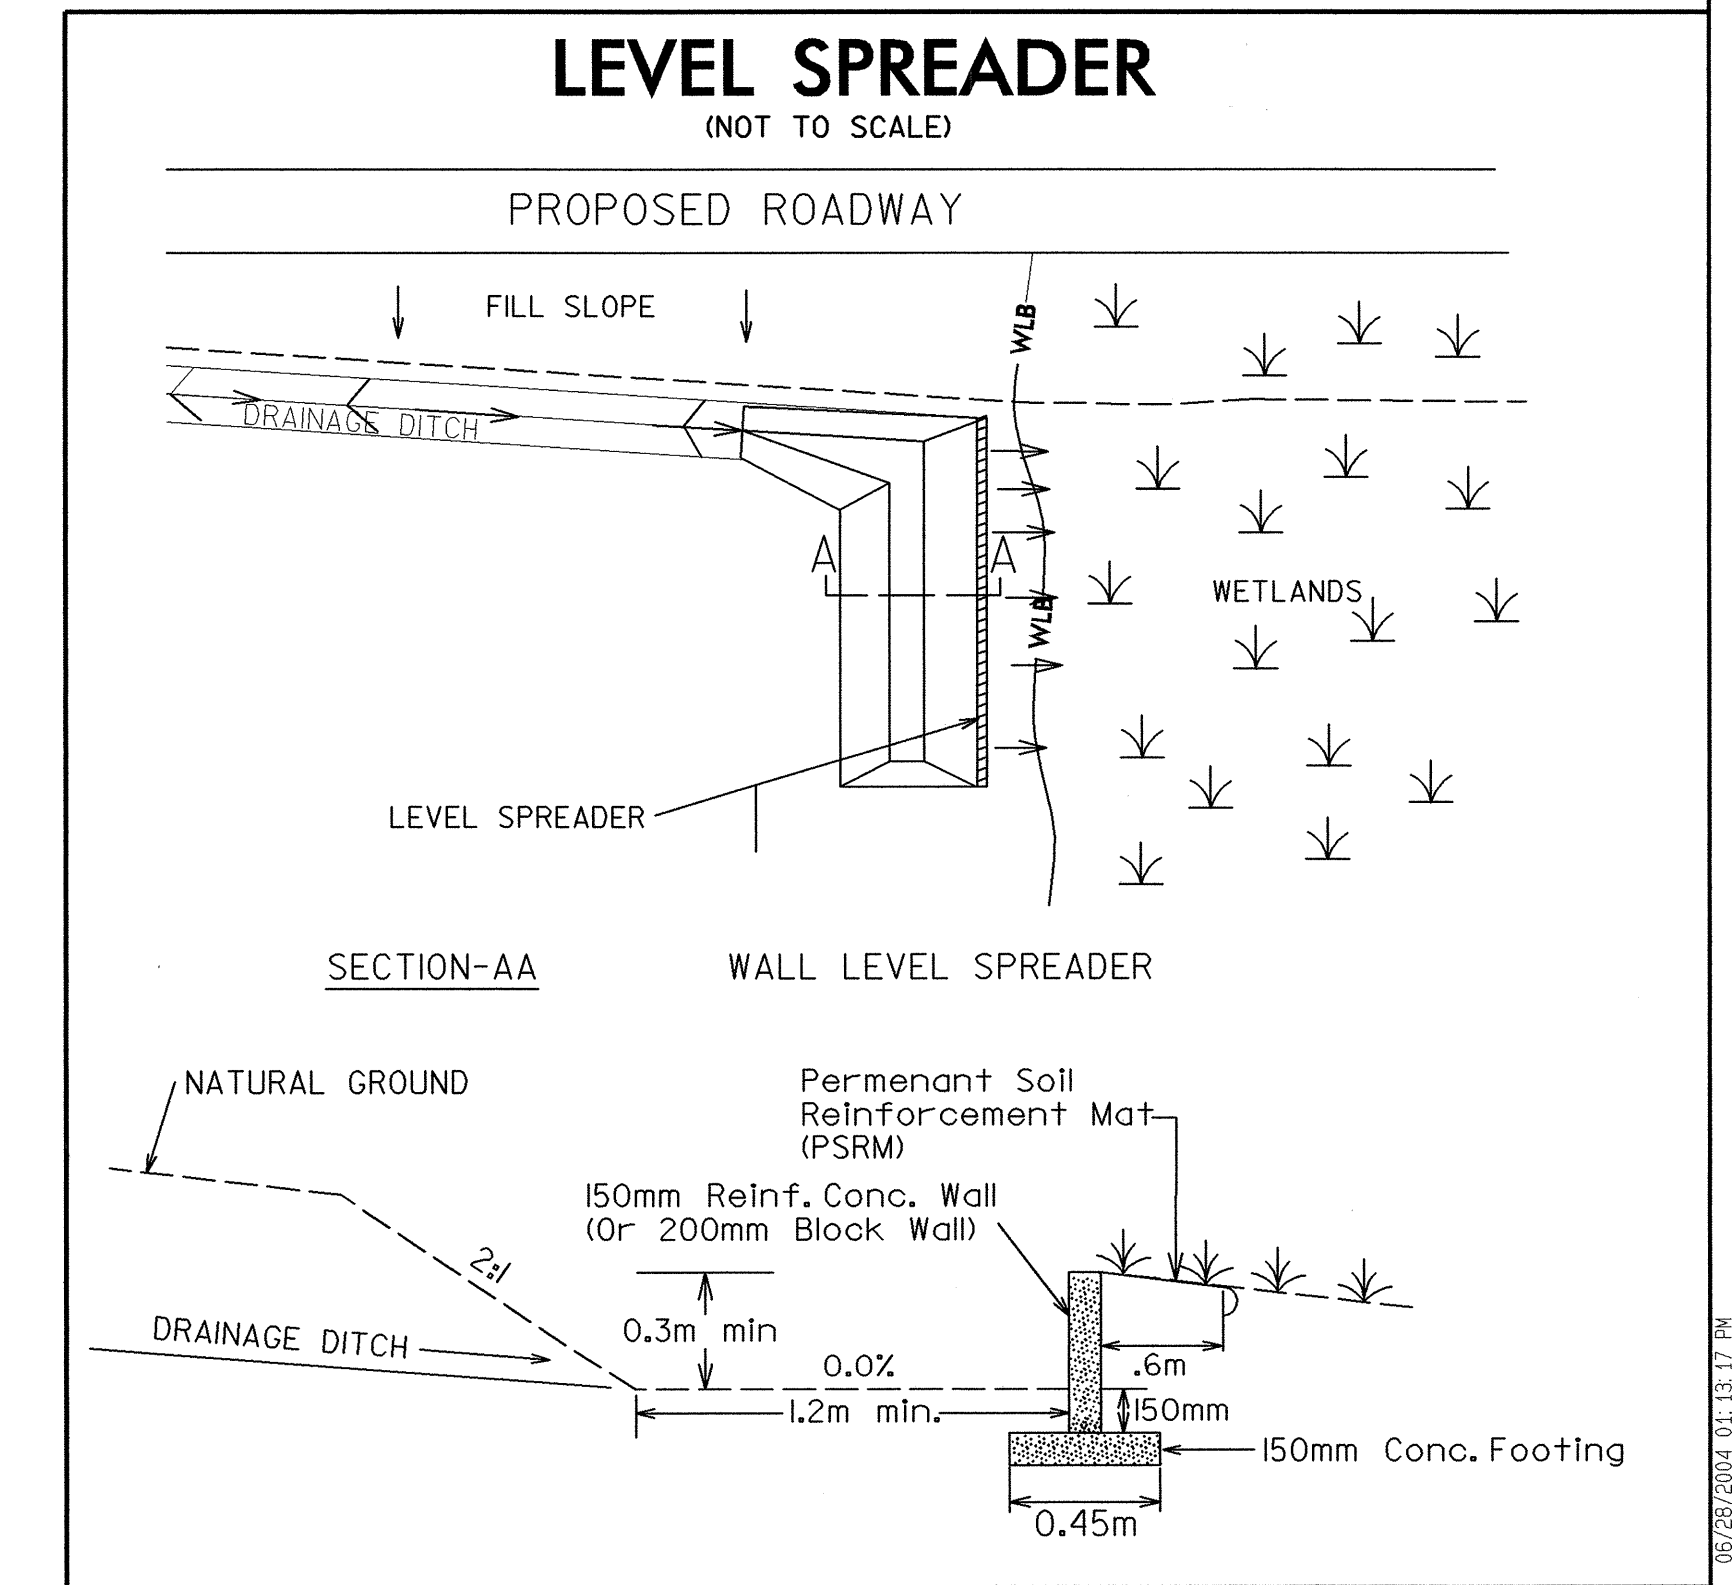 LEVEL SPREADER
(NOT TO SCALE)
PROPOSED ROADWAY
FILL SLOPE
WLB
DRAINAGE DITCH
A
A
WETLANDS
WLB
LEVEL SPREADER
SECTION-AA
WALL LEVEL SPREADER
NATURAL GROUND
Permenant Soil
Reinforcement Mat
(PSRM)
150mm Reinf. Conc. Wall
(Or 200mm Block Wall)
2:1
DRAINAGE DITCH
0.3m min
0.0%
.6m
1.2m min.
150mm
150mm Conc. Footing
0.45m
06/28/2004 01:13:17 PM